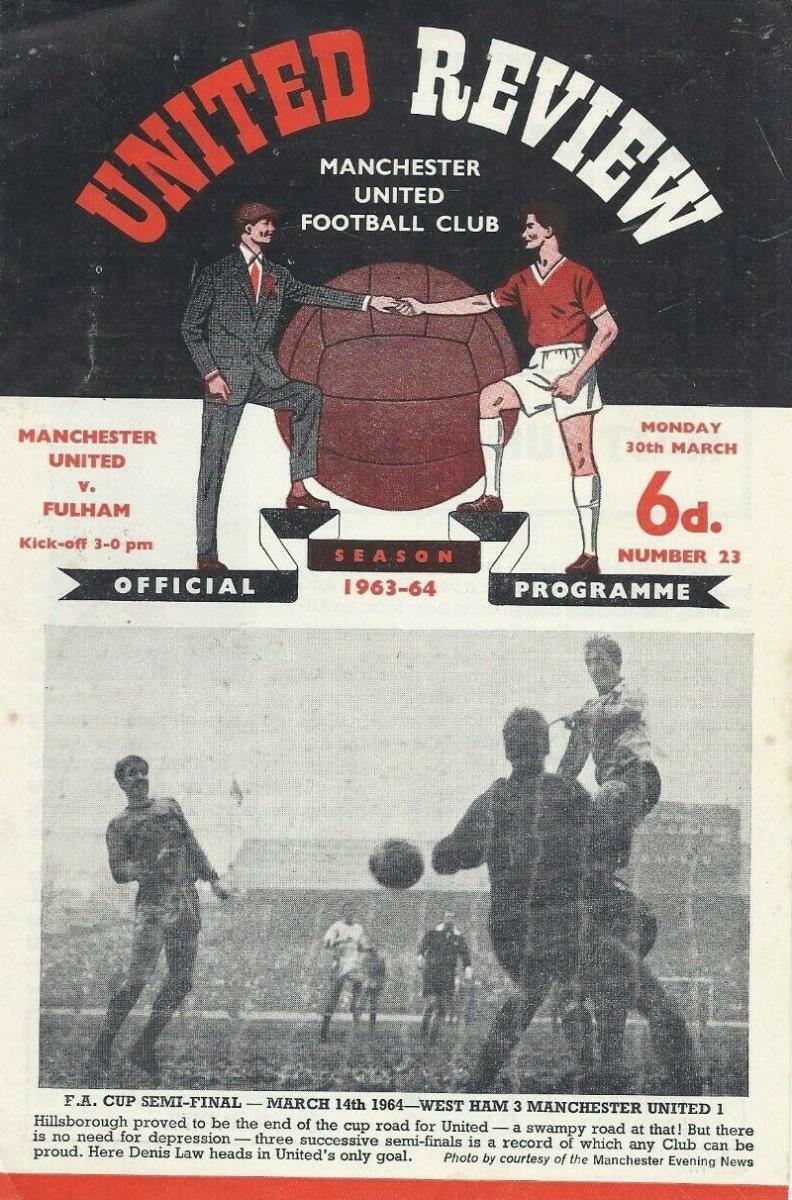 UNITED REVIEW
MANCHESTER
UNITED
FOOTBALL CLUB
MANCHESTER
UNITED
v.
FULHAM
Kick-off 3-0 pm
MONDAY
30th MARCH
6d.
NUMBER 23
SEASON
1963-64
OFFICIAL
PROGRAMME
F.A. CUP SEMI-FINAL — MARCH 14th 1964—WEST HAM 3 MANCHESTER UNITED 1
Hillsborough proved to be the end of the cup road for United — a swampy road at that! But there
is no need for depression — three successive semi-finals is a record of which any Club can be
proud. Here Denis Law heads in United's only goal. Photo by courtesy of the Manchester Evening News